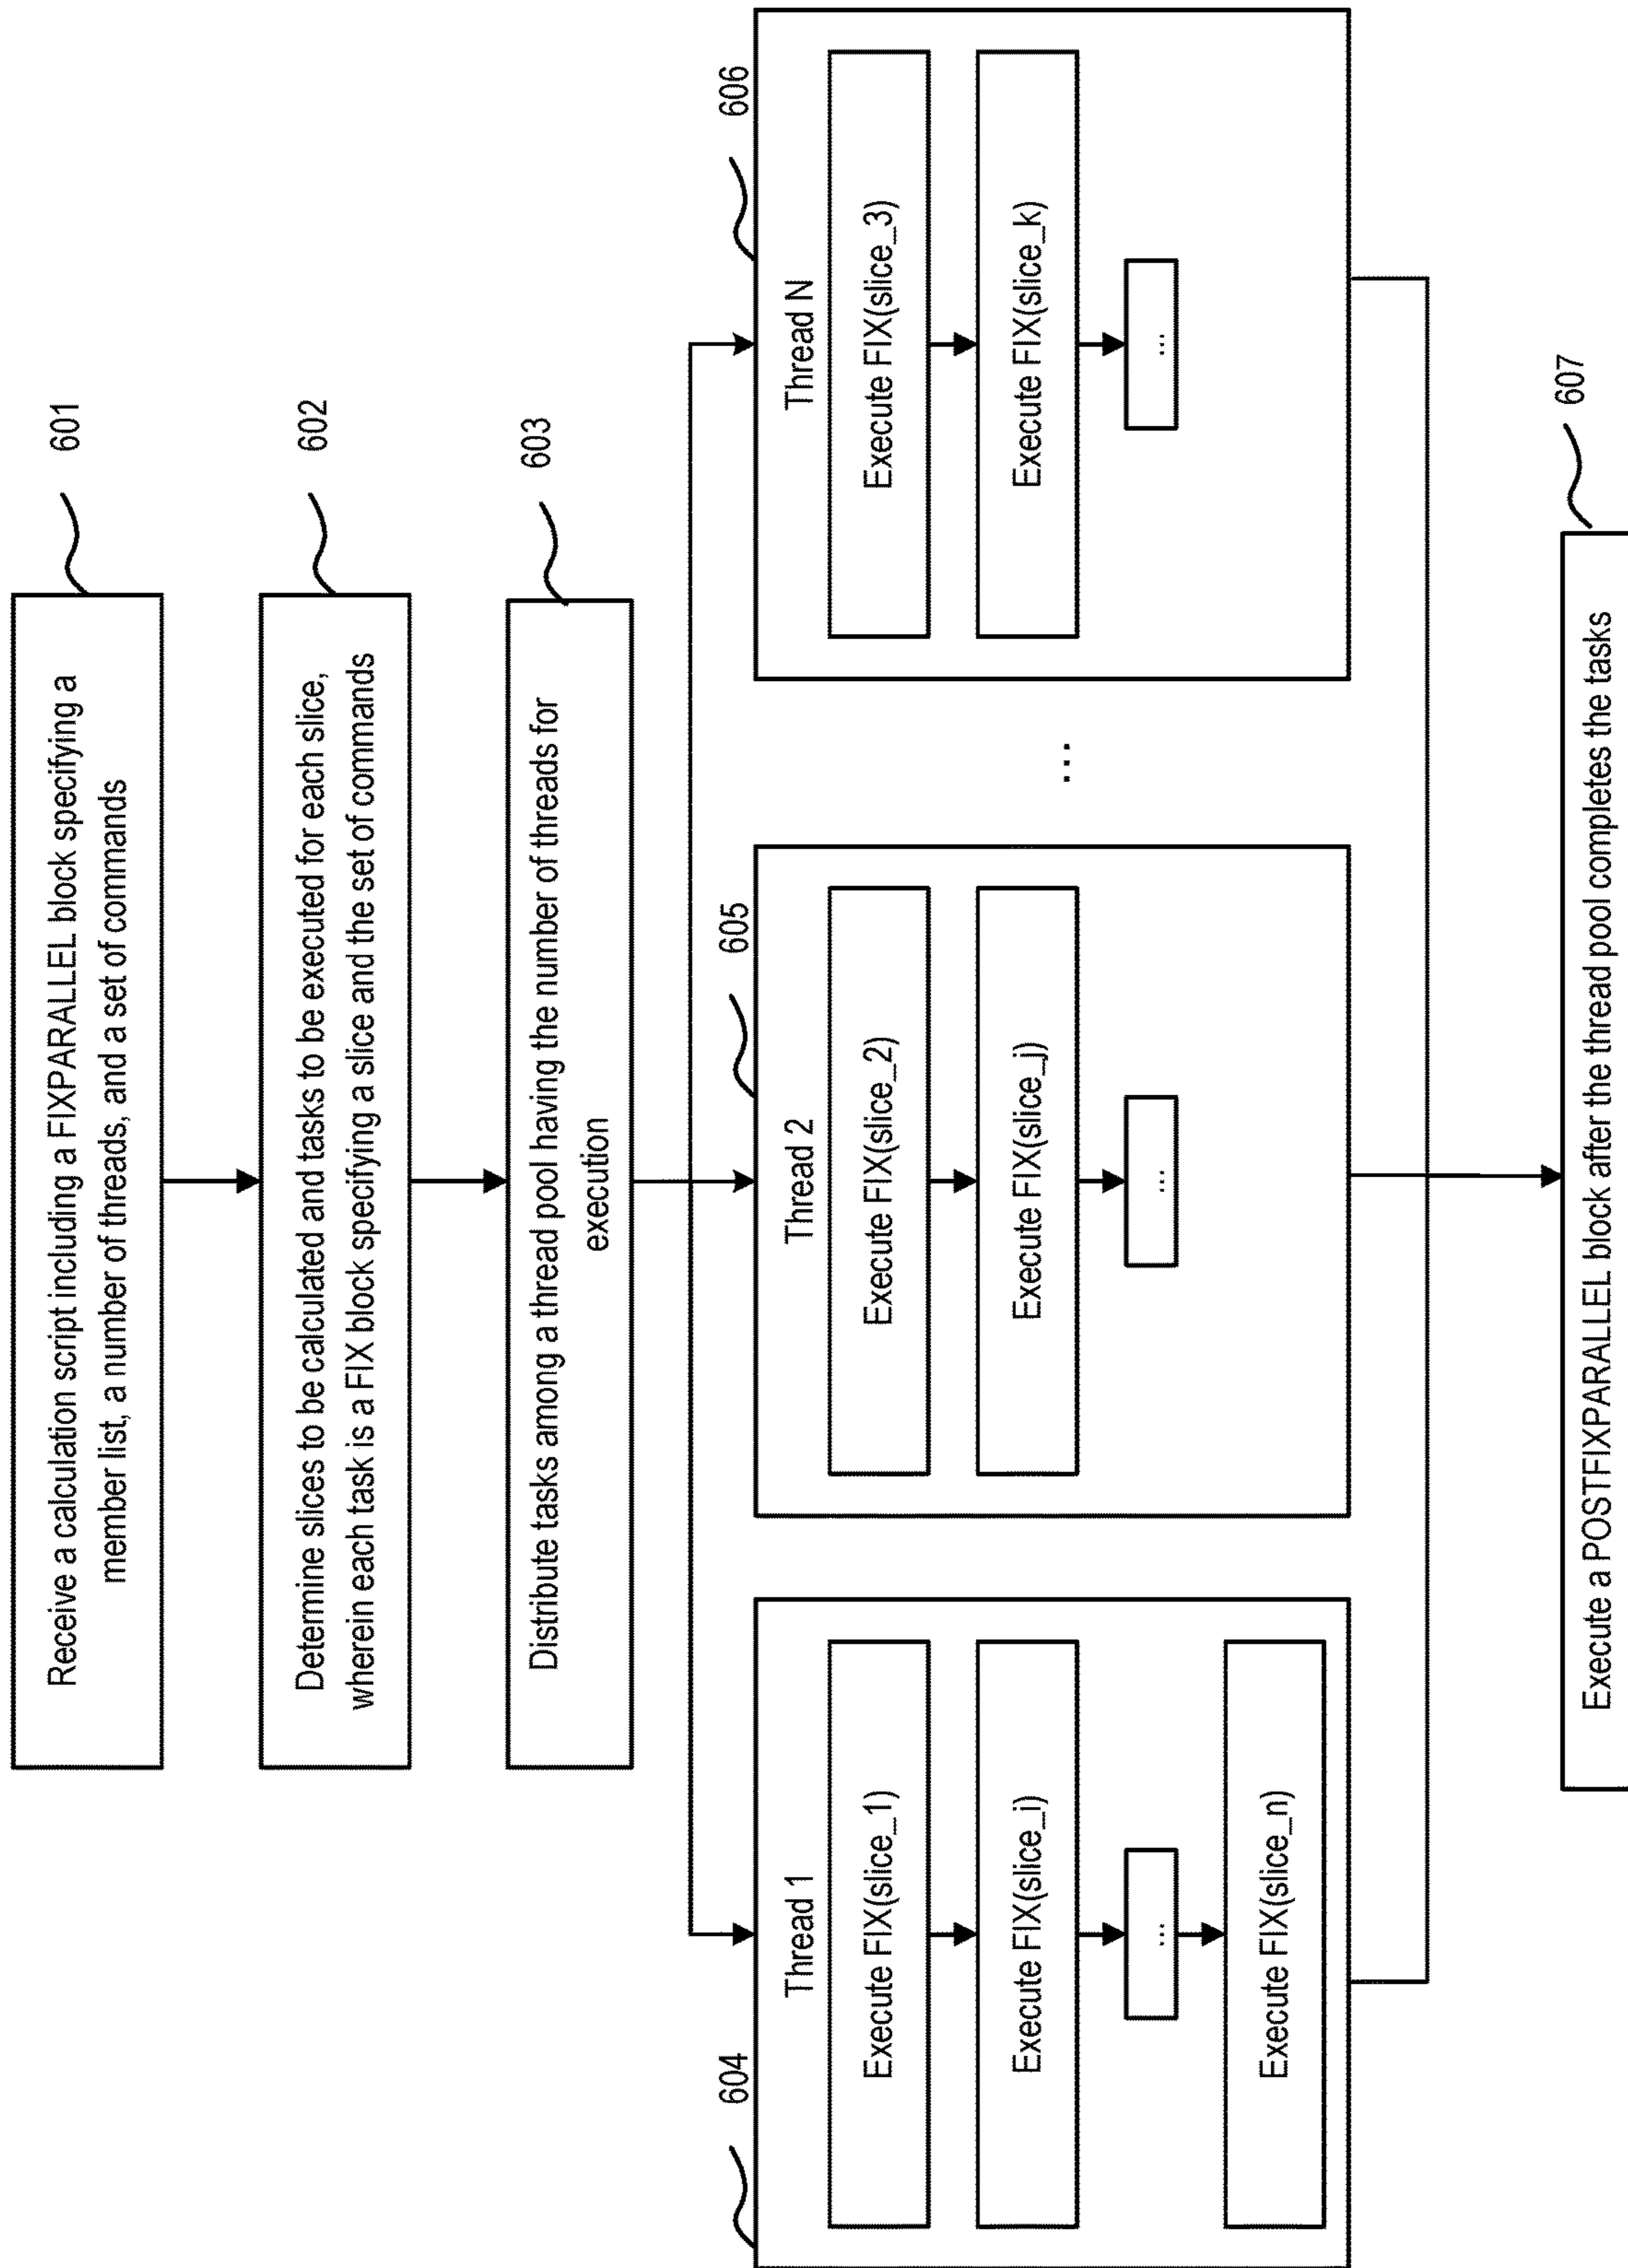 Receive a calculation script including a FIXPARALLEL block specifying a
member list, a number of threads, and a set of commands
601
Determine slices to be calculated and tasks to be executed for each slice,
wherein each task is a FIX block specifying a slice and the set of commands
602
Distribute tasks among a thread pool having the number of threads for
execution
603
604
Thread 1
Execute FIX(slice_1)
Execute FIX(slice_i)
...
Execute FIX(slice_n)
605
Thread 2
Execute FIX(slice_2)
Execute FIX(slice_j)
...
...
606
Thread N
Execute FIX(slice_3)
Execute FIX(slice_k)
...
Execute a POSTFIXPARALLEL block after the thread pool completes the tasks
607